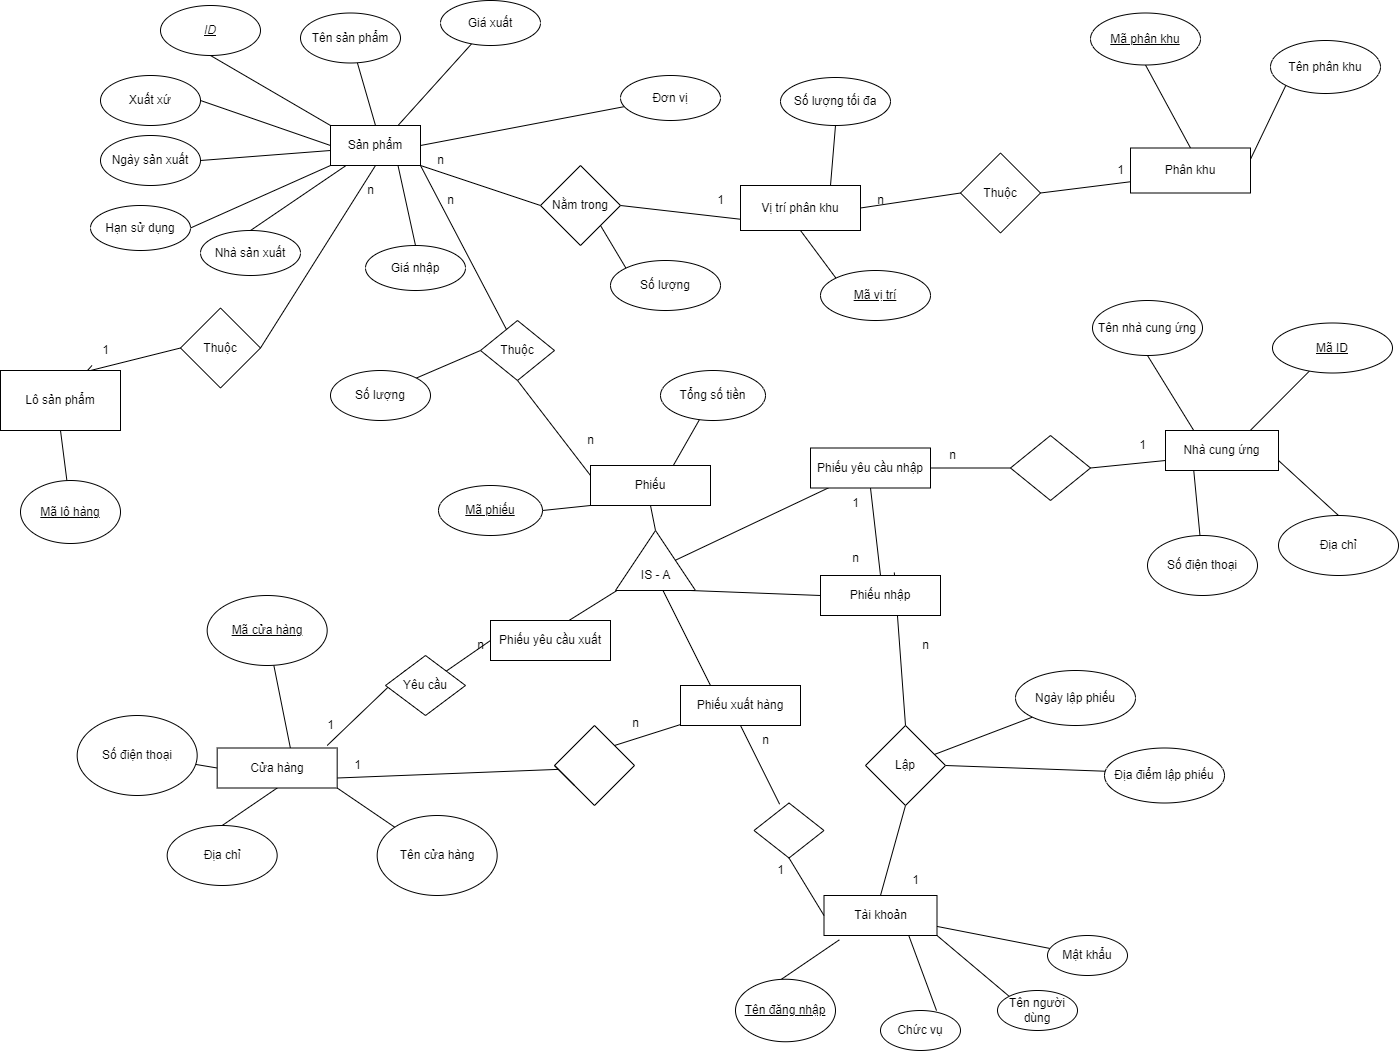 ID
Tên sản phẩm
Giá xuất
Mã phân khu
Tên phân khu
Xuất xứ
Đơn vị
Số lượng tối đa
Sản phẩm
Ngày sản xuất
n
n
n
1
Vị trí phân khu
n
Thuộc
1
Phân khu
Nằm trong
Hạn sử dụng
Nhà sản xuất
Giá nhập
Số lượng
Mã vị trí
Tên nhà cung ứng
Mã ID
1
Thuộc
Thuộc
Lô sản phẩm
Số lượng
Tổng số tiền
n
Phiếu yêu cầu nhập
n
1
Nhà cung ứng
Phiếu
Mã lô hàng
Mã phiếu
1
Số điện thoại
Địa chỉ
IS - A
n
Phiếu nhập
Mã cửa hàng
n
Phiếu yêu cầu xuất
n
Yêu cầu
1
Phiếu xuất hàng
n
n
Ngày lập phiếu
Số điện thoại
Cửa hàng
1
Lập
Địa điểm lập phiếu
Địa chỉ
Tên cửa hàng
1
1
Tài khoản
Mật khẩu
Tên đăng nhập
Chức vụ
Tên người
dùng